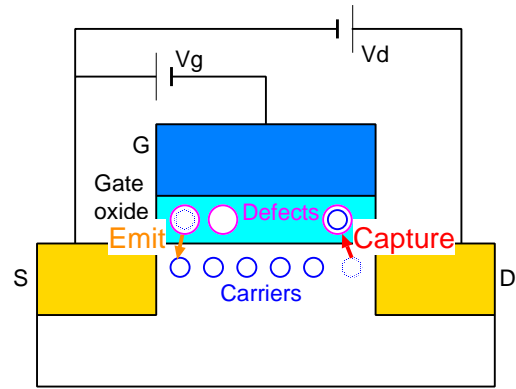 Vd
Vg
G
Gate
oxide
Defects
Emit
Capture
S
Carriers
D